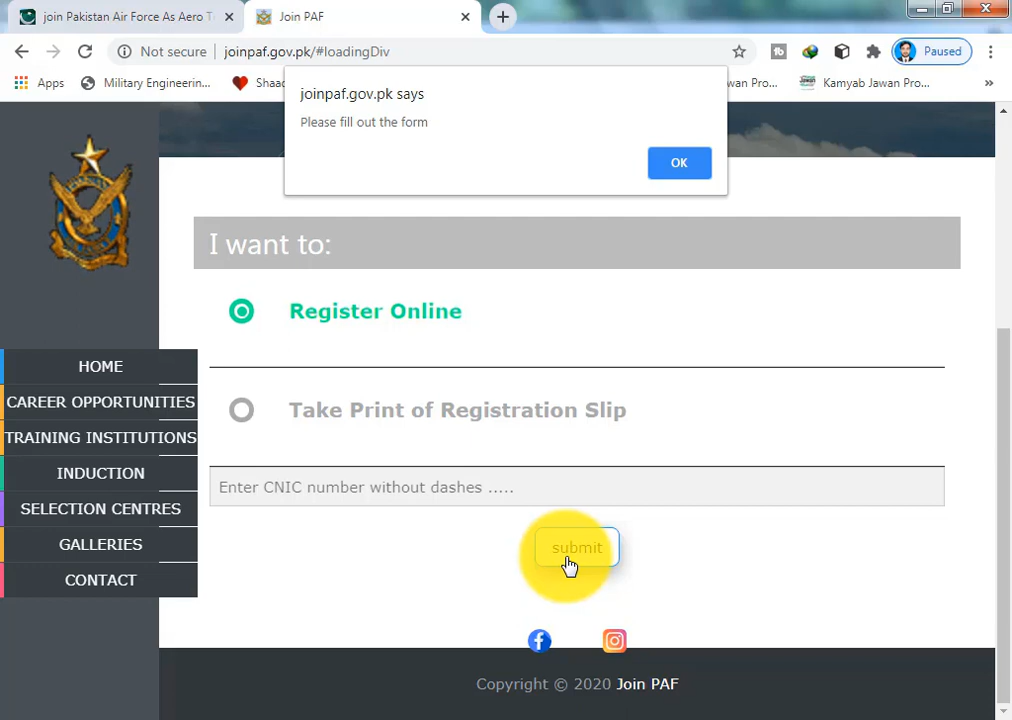 join Pakistan Air Force As Aero T
Join PAF
Not secure
joinpaf.gov.pk/#loadingDiv
Paused
Apps
Military Engineerin...
Shaa
wan Pro...
Kamyab Jawan Pro...
»
joinpaf.gov.pk says
Please fill out the form
OK
I want to:
Register Online
Take Print of Registration Slip
Enter CNIC number without dashes .....
submit
HOME
CAREER OPPORTUNITIES
TRAINING INSTITUTIONS
INDUCTION
SELECTION CENTRES
GALLERIES
CONTACT
Copyright © 2020 Join PAF